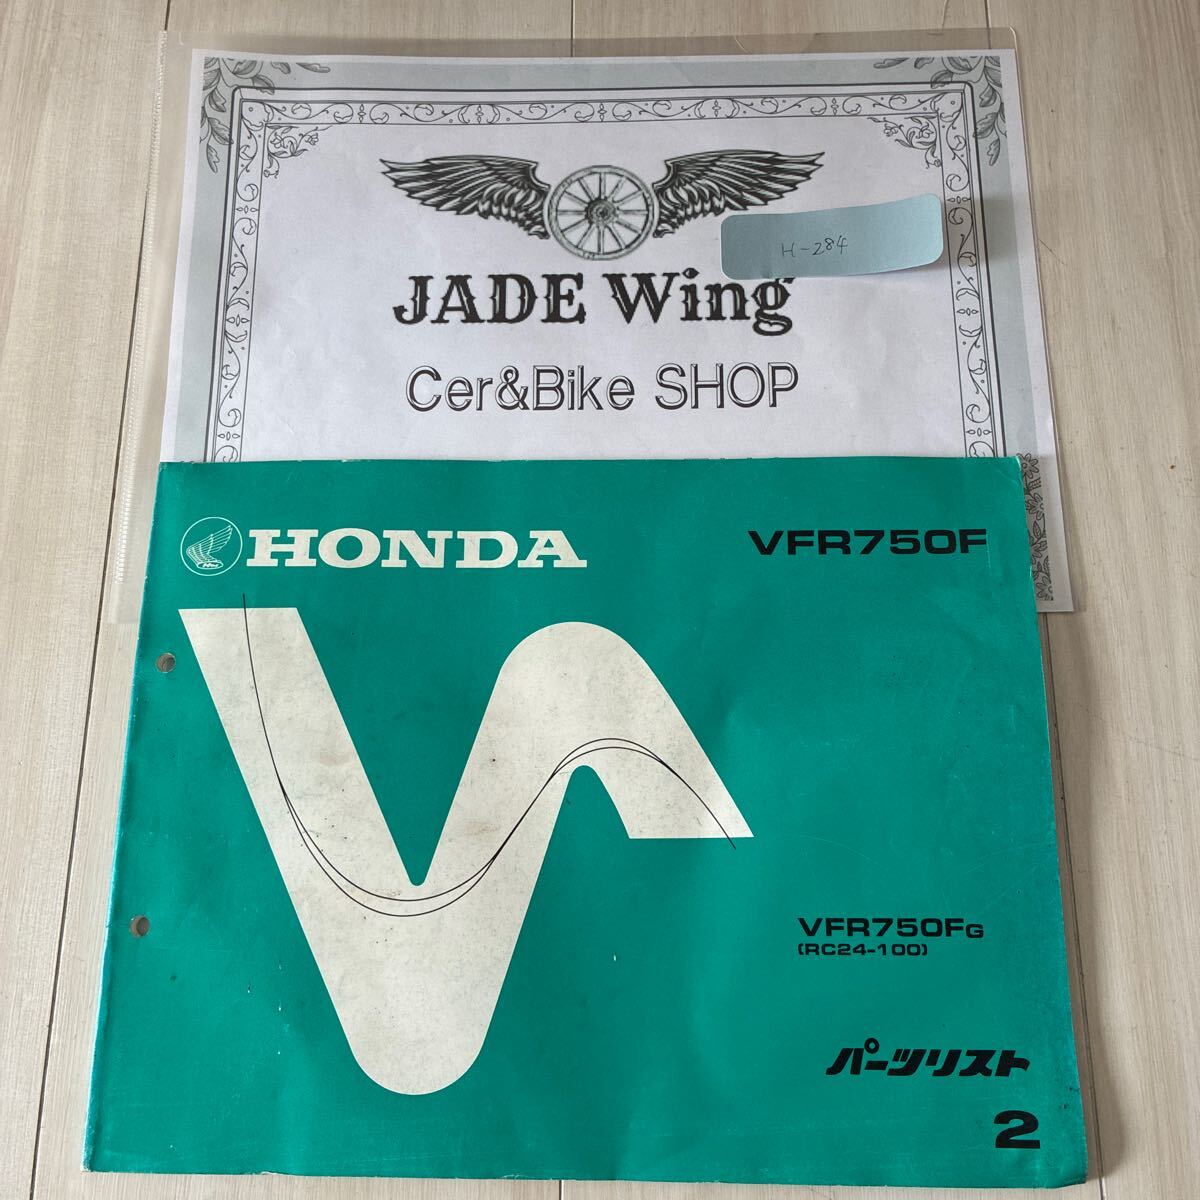 H-284
JADE Wing
Cer&Bike SHOP
HONDA
VFR750F
VFR750FG
(RC24-100)
パーツリスト
2